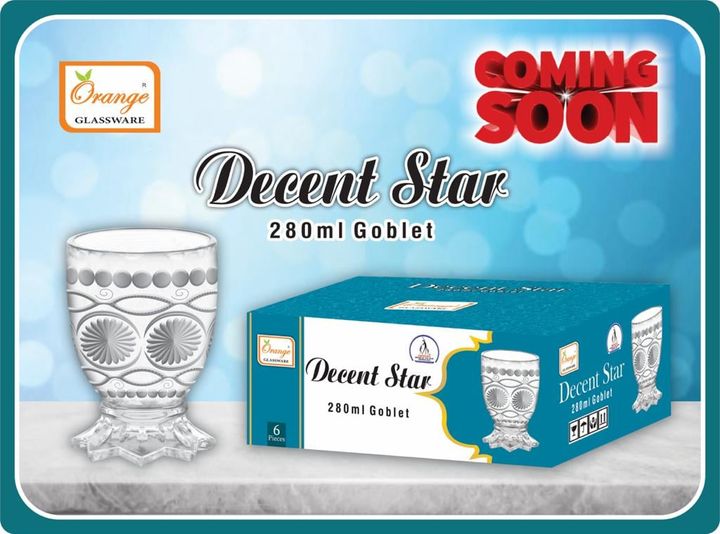 Orange
R
GLASSWARE
COMING
SOON
Decent Star
280ml Goblet
Orange
GLASSWARE
Decent Star
280ml Goblet
6
Pieces
Orange
GLASSWARE
Decent Star
280ml Goblet